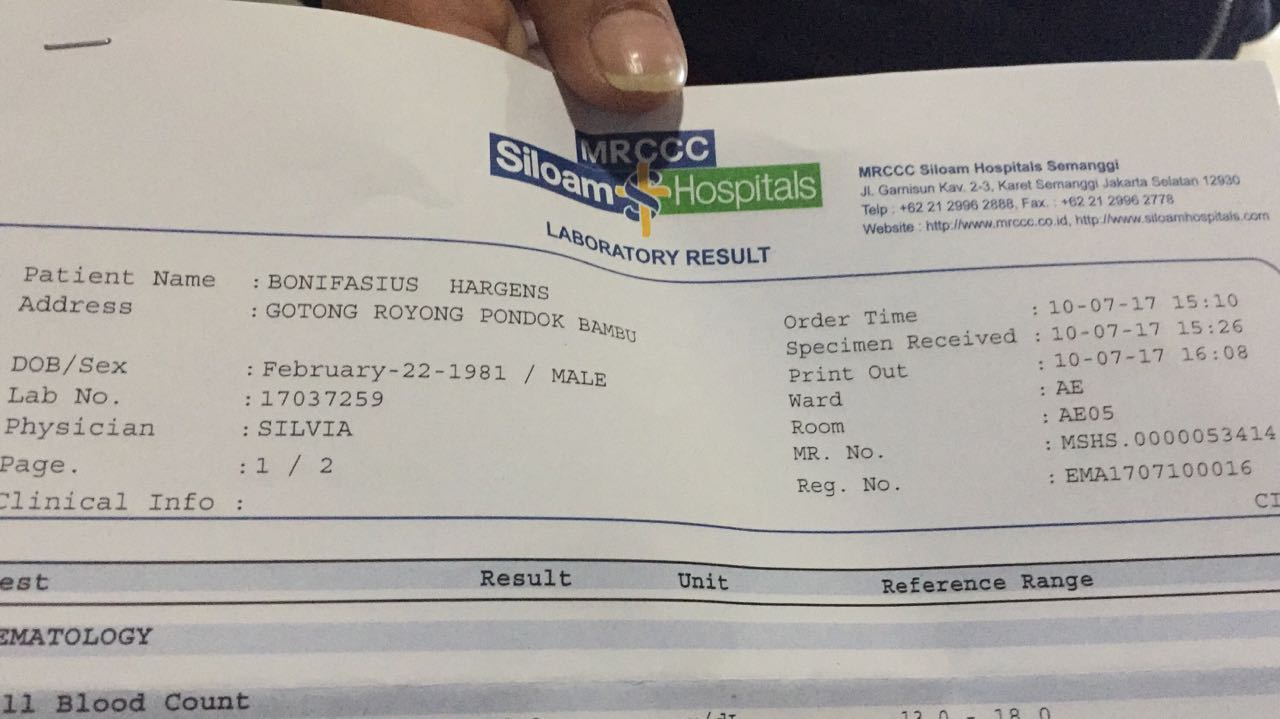 MRCCC
Siloam Hospitals
LABORATORY RESULT
MRCCC Siloam Hospitals Semanggi
Jl. Garnisun Kav. 2-3, Karet Semanggi Jakarta Selatan 12930
Telp : +62 21 2996 2888, Fax. : +62 21 2996 2778
Website : http://www.mrccc.co.id, http://www.siloamhospitals.com
Patient Name : BONIFASIUS HARGENS
Address : GOTONG ROYONG PONDOK BAMBU
DOB/Sex : February-22-1981 / MALE
Lab No. : 17037259
Physician : SILVIA
Page. : 1 / 2
Clinical Info :
Order Time : 10-07-17 15:10
Specimen Received : 10-07-17 15:26
Print Out : 10-07-17 16:08
Ward : AE
Room : AE05
MR. No. : MSHS.0000053414
Reg. No. : EMA1707100016
CI
est Result Unit Reference Range
EMATOLOGY
ll Blood Count